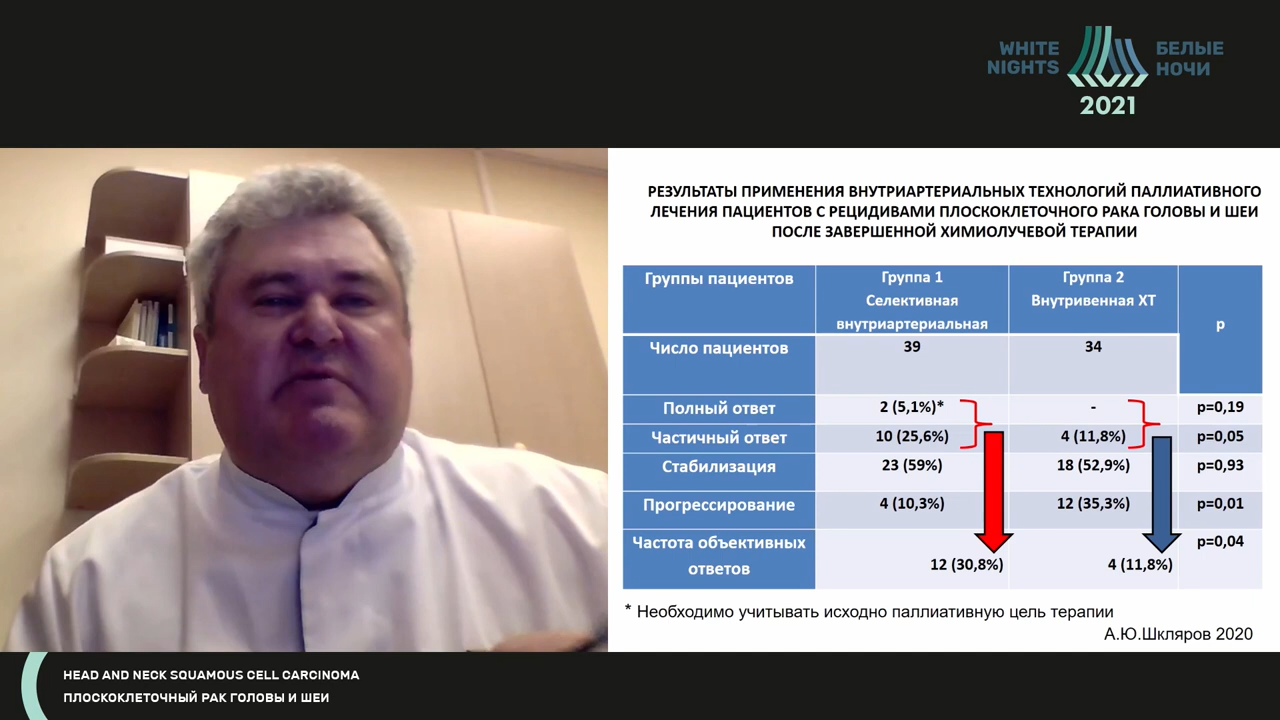 WHITE
NIGHTS
БЕЛЫЕ
НОЧИ
2021
РЕЗУЛЬТАТЫ ПРИМЕНЕНИЯ ВНУТРИАРТЕРИАЛЬНЫХ ТЕХНОЛОГИЙ ПАЛЛИАТИВНОГО
ЛЕЧЕНИЯ ПАЦИЕНТОВ С РЕЦИДИВАМИ ПЛОСКОКЛЕТОЧНОГО РАКА ГОЛОВЫ И ШЕИ
ПОСЛЕ ЗАВЕРШЕННОЙ ХИМИОЛУЧЕВОЙ ТЕРАПИИ
Группы пациентов
Группа 1
Селективная
внутриартериальная
Группа 2
Внутривенная ХТ
р
Число пациентов
39
34
Полный ответ
2 (5,1%)*
-
р=0,19
Частичный ответ
10 (25,6%)
4 (11,8%)
р=0,05
Стабилизация
23 (59%)
18 (52,9%)
р=0,93
Прогрессирование
4 (10,3%)
12 (35,3%)
р=0,01
Частота объективных
ответов
12 (30,8%)
4 (11,8%)
р=0,04
* Необходимо учитывать исходно паллиативную цель терапии
А.Ю.Шкляров 2020
HEAD AND NECK SQUAMOUS CELL CARCINOMA
ПЛОСКОКЛЕТОЧНЫЙ РАК ГОЛОВЫ И ШЕИ